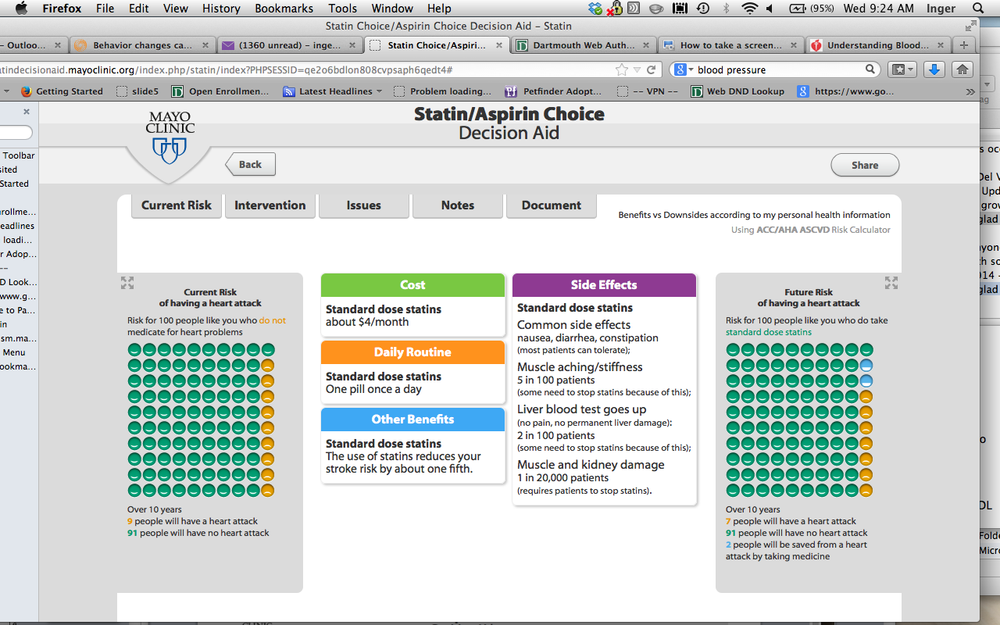 Firefox File Edit View History Bookmarks Tools Window Help (95%) Wed 9:24 AM Inger
Statin Choice/Aspirin Choice Decision Aid – Statin
– Outloo... Behavior changes ca... (1360 unread) – inge... Statin Choice/Aspiri... Dartmouth Web Auth... How to take a screen... Understanding Blood...
atindecisionaid.mayoclinic.org/index.php/statin/index?PHPSESSID=qe2o6bdlon808cvpsaph6qedt4# blood pressure
Getting Started slide5 Open Enrollmen... Latest Headlines Problem loading... Petfinder Adopt... -- VPN -- Web DND Lookup https://www.go...
Toolbar
sited
Started
rollme...
eadlines
loadi...
r Adop...
--
D Look...
www.g...
e to Pa...
in
sm.ma...
Menu
ookma...
MAYO
CLINIC
Statin/Aspirin Choice
Decision Aid
Back
Share
Current Risk Intervention Issues Notes Document
Benefits vs Downsides according to my personal health information
Using ACC/AHA ASCVD Risk Calculator
Current Risk
of having a heart attack
Risk for 100 people like you who do not
medicate for heart problems
Over 10 years
9 people will have a heart attack
91 people will have no heart attack
Cost
Standard dose statins
about $4/month
Daily Routine
Standard dose statins
One pill once a day
Other Benefits
Standard dose statins
The use of statins reduces your
stroke risk by about one fifth.
Side Effects
Standard dose statins
Common side effects
nausea, diarrhea, constipation
(most patients can tolerate);
Muscle aching/stiffness
5 in 100 patients
(some need to stop statins because of this);
Liver blood test goes up
(no pain, no permanent liver damage):
2 in 100 patients
(some need to stop statins because of this);
Muscle and kidney damage
1 in 20,000 patients
(requires patients to stop statins).
Future Risk
of having a heart attack
Risk for 100 people like you who do take
standard dose statins
Over 10 years
7 people will have a heart attack
91 people will have no heart attack
2 people will be saved from a heart
attack by taking medicine
s oc
Del V
Upd
grov
glad
yone
h so
014 –
glad
o
OL
Folde
Micro